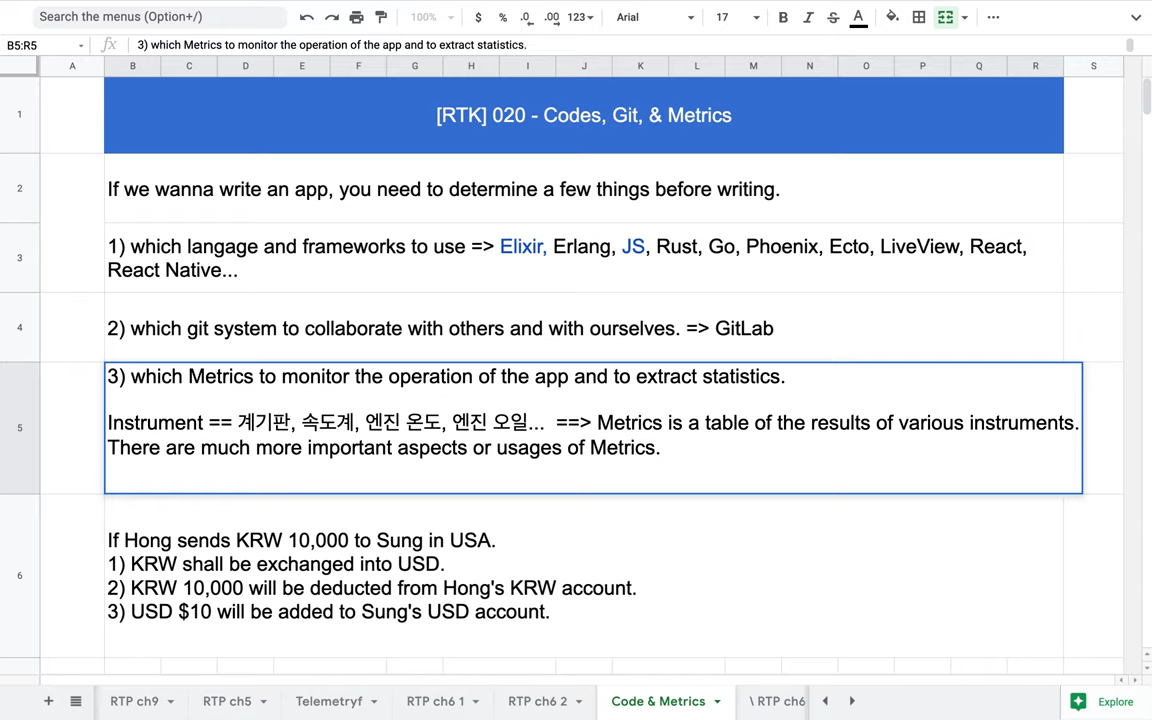 Search the menus (Option+/)
100%
$ % .0 .00 123
Arial
17
B I S A
B5:R5
fx 3) which Metrics to monitor the operation of the app and to extract statistics.
A B C D E F G H I J K L M N O P Q R S
1
[RTK] 020 - Codes, Git, & Metrics
2
If we wanna write an app, you need to determine a few things before writing.
3
1) which langage and frameworks to use => Elixir, Erlang, JS, Rust, Go, Phoenix, Ecto, LiveView, React,
React Native...
4
2) which git system to collaborate with others and with ourselves. => GitLab
5
3) which Metrics to monitor the operation of the app and to extract statistics.
Instrument == 계기판, 속도계, 엔진 온도, 엔진 오일... ==> Metrics is a table of the results of various instruments.
There are much more important aspects or usages of Metrics.
6
If Hong sends KRW 10,000 to Sung in USA.
1) KRW shall be exchanged into USD.
2) KRW 10,000 will be deducted from Hong's KRW account.
3) USD $10 will be added to Sung's USD account.
RTP ch9
RTP ch5
Telemetryf
RTP ch6 1
RTP ch6 2
Code & Metrics
\ RTP ch6
Explore